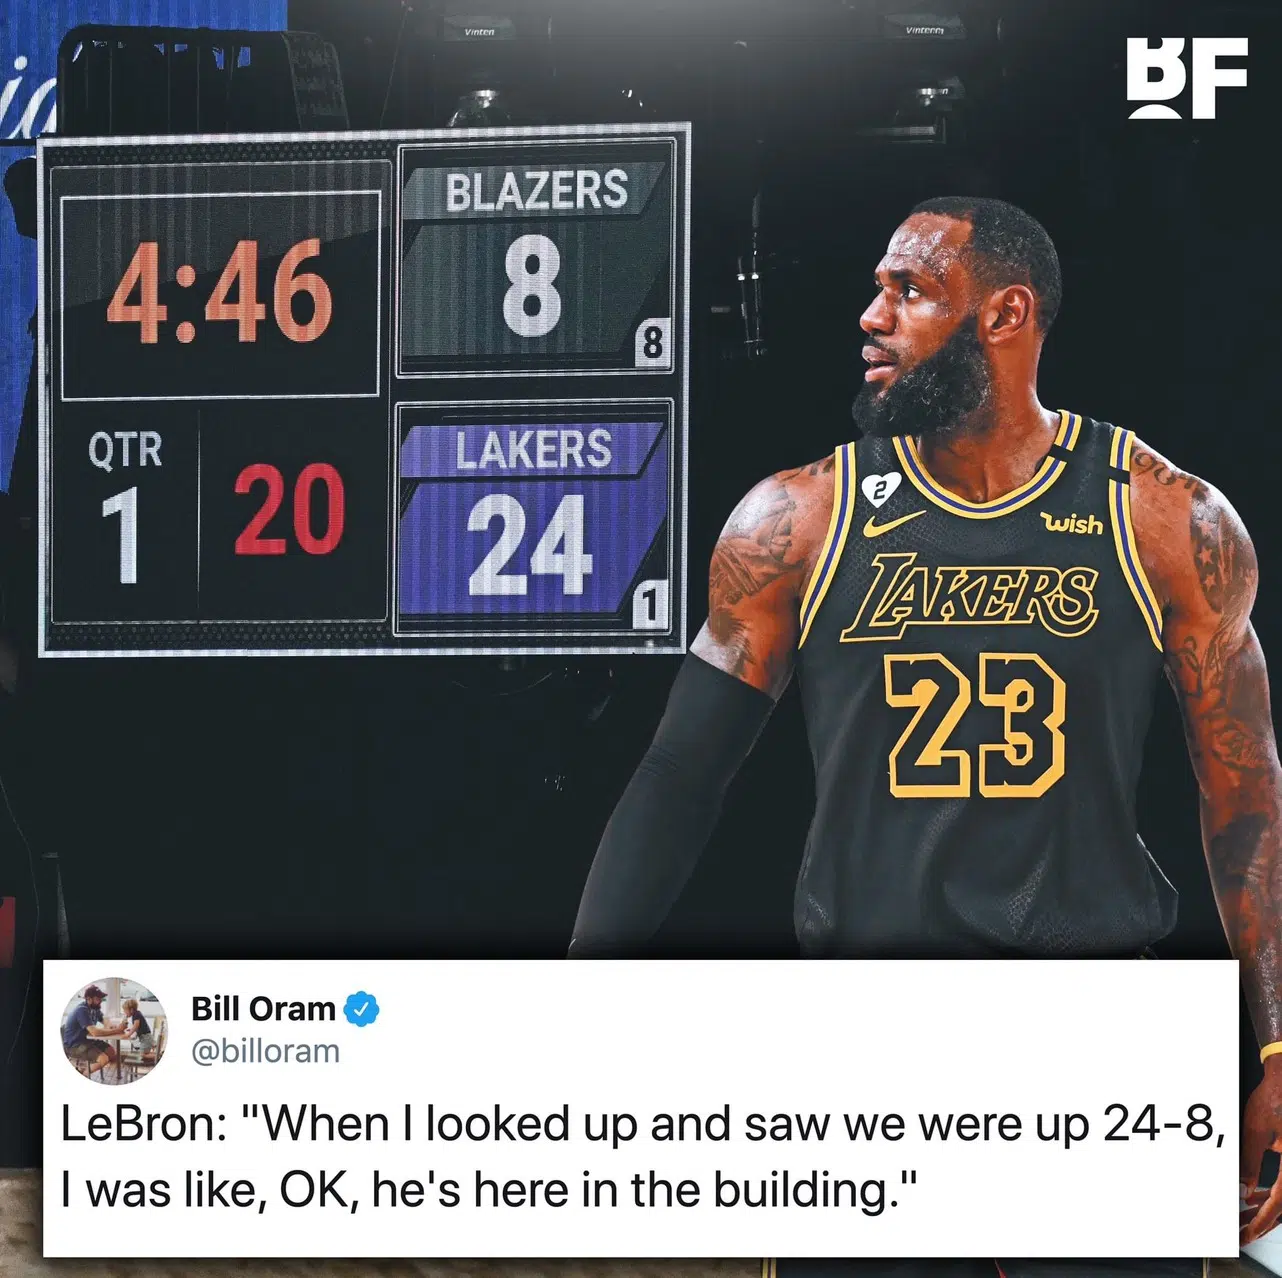 Vinten
Vinten
BF
4:46
BLAZERS
8
8
QTR
1
20
LAKERS
24
1
2
wish
LAKERS
23
Bill Oram
@billoram
LeBron: "When I looked up and saw we were up 24-8,
I was like, OK, he's here in the building."